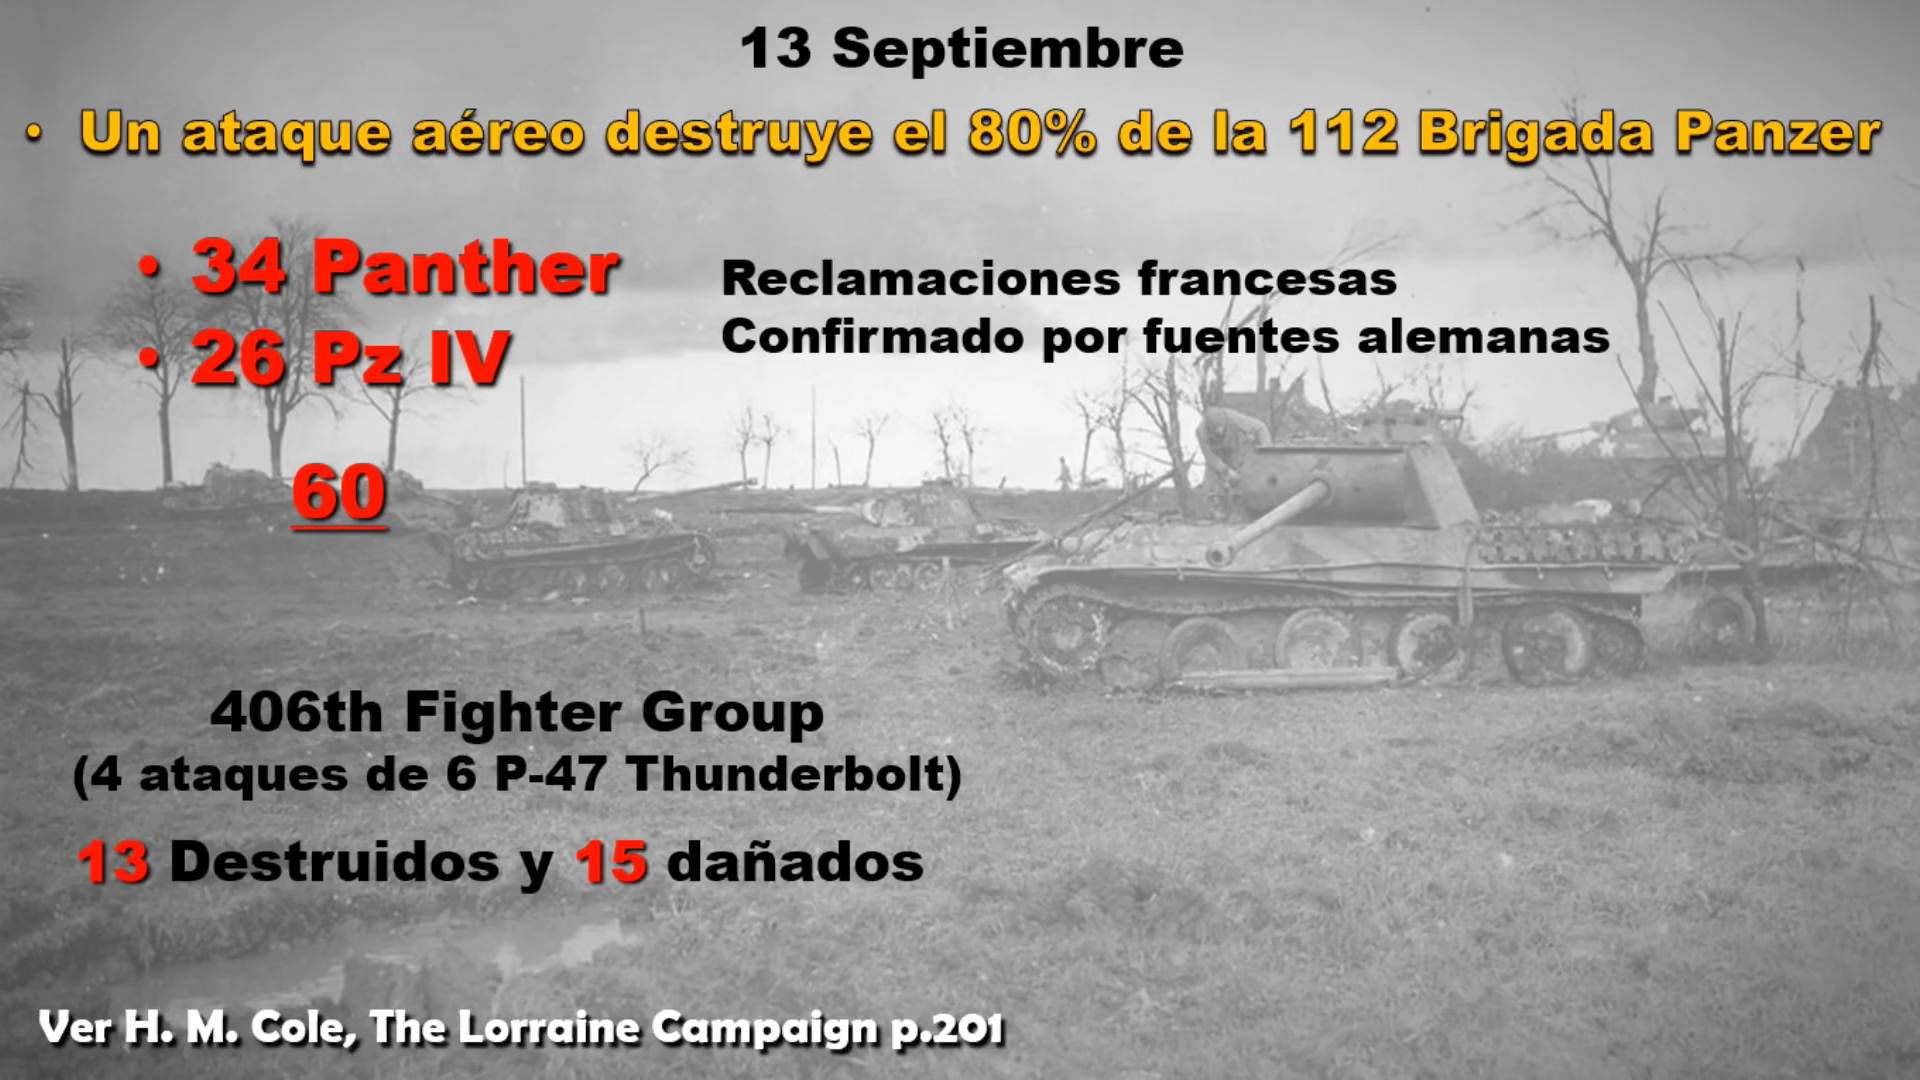 13 Septiembre
• Un ataque aéreo destruye el 80% de la 112 Brigada Panzer
• 34 Panther
• 26 Pz IV
Reclamaciones francesas
Confirmado por fuentes alemanas
60
406th Fighter Group
(4 ataques de 6 P-47 Thunderbolt)
13 Destruidos y 15 dañados
Ver H. M. Cole, The Lorraine Campaign p.201